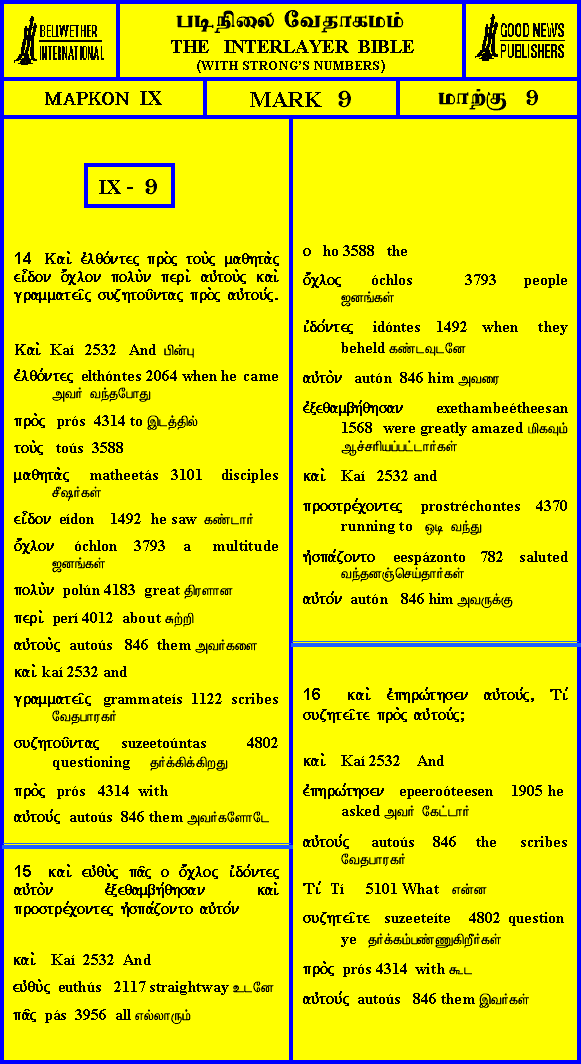 BELLWETHER
INTERNATIONAL
படிநிலை வேதாகமம்
THE INTERLAYER BIBLE
(WITH STRONG'S NUMBERS)
GOOD NEWS
PUBLISHERS
ΜΑΡΚΟΝ IX
MARK 9
மாற்கு 9
IX - 9
14 Καὶ ἐλθόντες πρὸς τοὺς μαθητὰς
εἶδον ὄχλον πολὺν περὶ αὐτοὺς καὶ
γραμματεῖς συζητοῦντας πρὸς αὐτούς.
Καὶ Kaí 2532 And பின்பு
ἐλθόντες elthóntes 2064 when he came
அவர் வந்தபோது
πρὸς prós 4314 to இடத்தில்
τοὺς toús 3588
μαθητὰς matheetás 3101 disciples
சீஷர்கள்
εἶδον eídon 1492 he saw கண்டார்
ὄχλον óchlon 3793 a multitude
ஜனங்கள்
πολὺν polún 4183 great திரளான
περὶ perí 4012 about சுற்றி
αὐτοὺς autoús 846 them அவர்களை
καὶ kaí 2532 and
γραμματεῖς grammateís 1122 scribes
வேதபாரகர்
συζητοῦντας suzeetoúntas 4802
questioning தர்க்கிக்கிறது
πρὸς prós 4314 with
αὐτούς autoús 846 them அவர்களோடே
15 καὶ εὐθὺς πᾶς ο ὄχλος ἰδόντες
αὐτὸν ἐξεθαμβήθησαν καὶ
προστρέχοντες ἠσπάζοντο αὐτόν
καὶ Kaí 2532 And
εὐθὺς euthús 2117 straightway உடனே
πᾶς pás 3956 all எல்லாரும்
ο ho 3588 the
ὄχλος óchlos 3793 people
ஜனங்கள்
ἰδόντες idóntes 1492 when they
beheld கண்டவுடனே
αὐτὸν autón 846 him அவரை
ἐξεθαμβήθησαν exethambeétheesan
1568 were greatly amazed மிகவும்
ஆச்சரியப்பட்டார்கள்
καὶ Kaí 2532 and
προστρέχοντες prostréchontes 4370
running to ஒடி வந்து
ἠσπάζοντο eespázonto 782 saluted
வந்தனஞ்செய்தார்கள்
αὐτόν autón 846 him அவருக்கு
16 καὶ ἐπηρώτησεν αὐτούς, Τί
συζητεῖτε πρὸς αὐτούς;
καὶ Kaí 2532 And
ἐπηρώτησεν epeeroóteesen 1905 he
asked அவர் கேட்டார்
αὐτούς autoús 846 the scribes
வேதபாரகர்
Τί Tí 5101 What என்ன
συζητεῖτε suzeeteíte 4802 question
ye தர்க்கம்பண்ணுகிறீர்கள்
πρὸς prós 4314 with கூட
αὐτούς autoús 846 them இவர்கள்